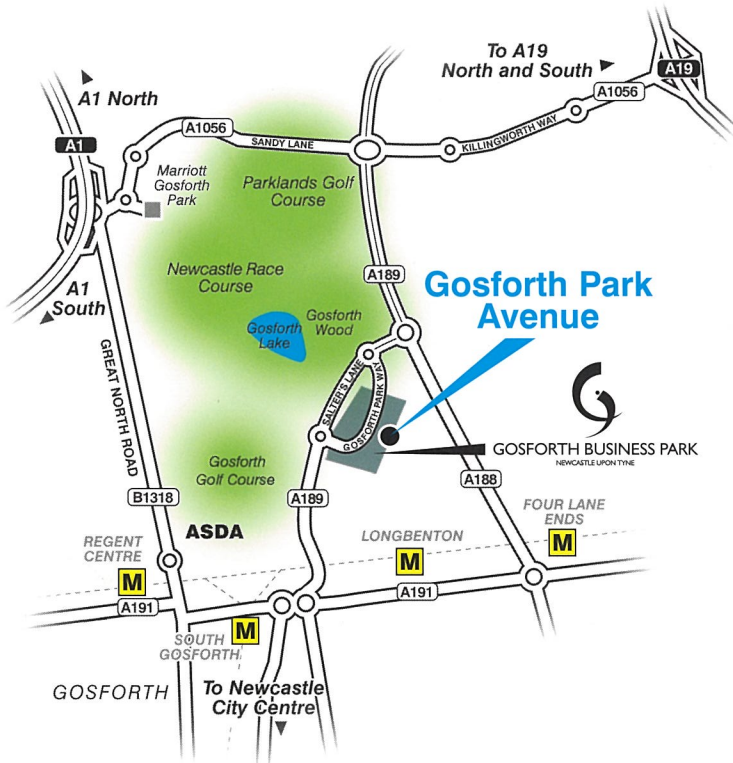 To A19
North and South
A19
A1056
A1 North
A1056
SANDY LANE
KILLINGWORTH WAY
A1
Marriott
Gosforth
Park
Parklands Golf
Course
Newcastle Race
Course
A189
A1
South
Gosforth Park
Avenue
Gosforth
Lake
Gosforth
Wood
GREAT NORTH ROAD
SALTER'S LANE
GOSFORTH PARK WAY
GOSFORTH BUSINESS PARK
NEWCASTLE UPON TYNE
Gosforth
Golf Course
B1318
A189
A188
FOUR LANE
ENDS
M
ASDA
LONGBENTON
M
REGENT
CENTRE
M
A191
A191
SOUTH
GOSFORTH
M
GOSFORTH
To Newcastle
City Centre